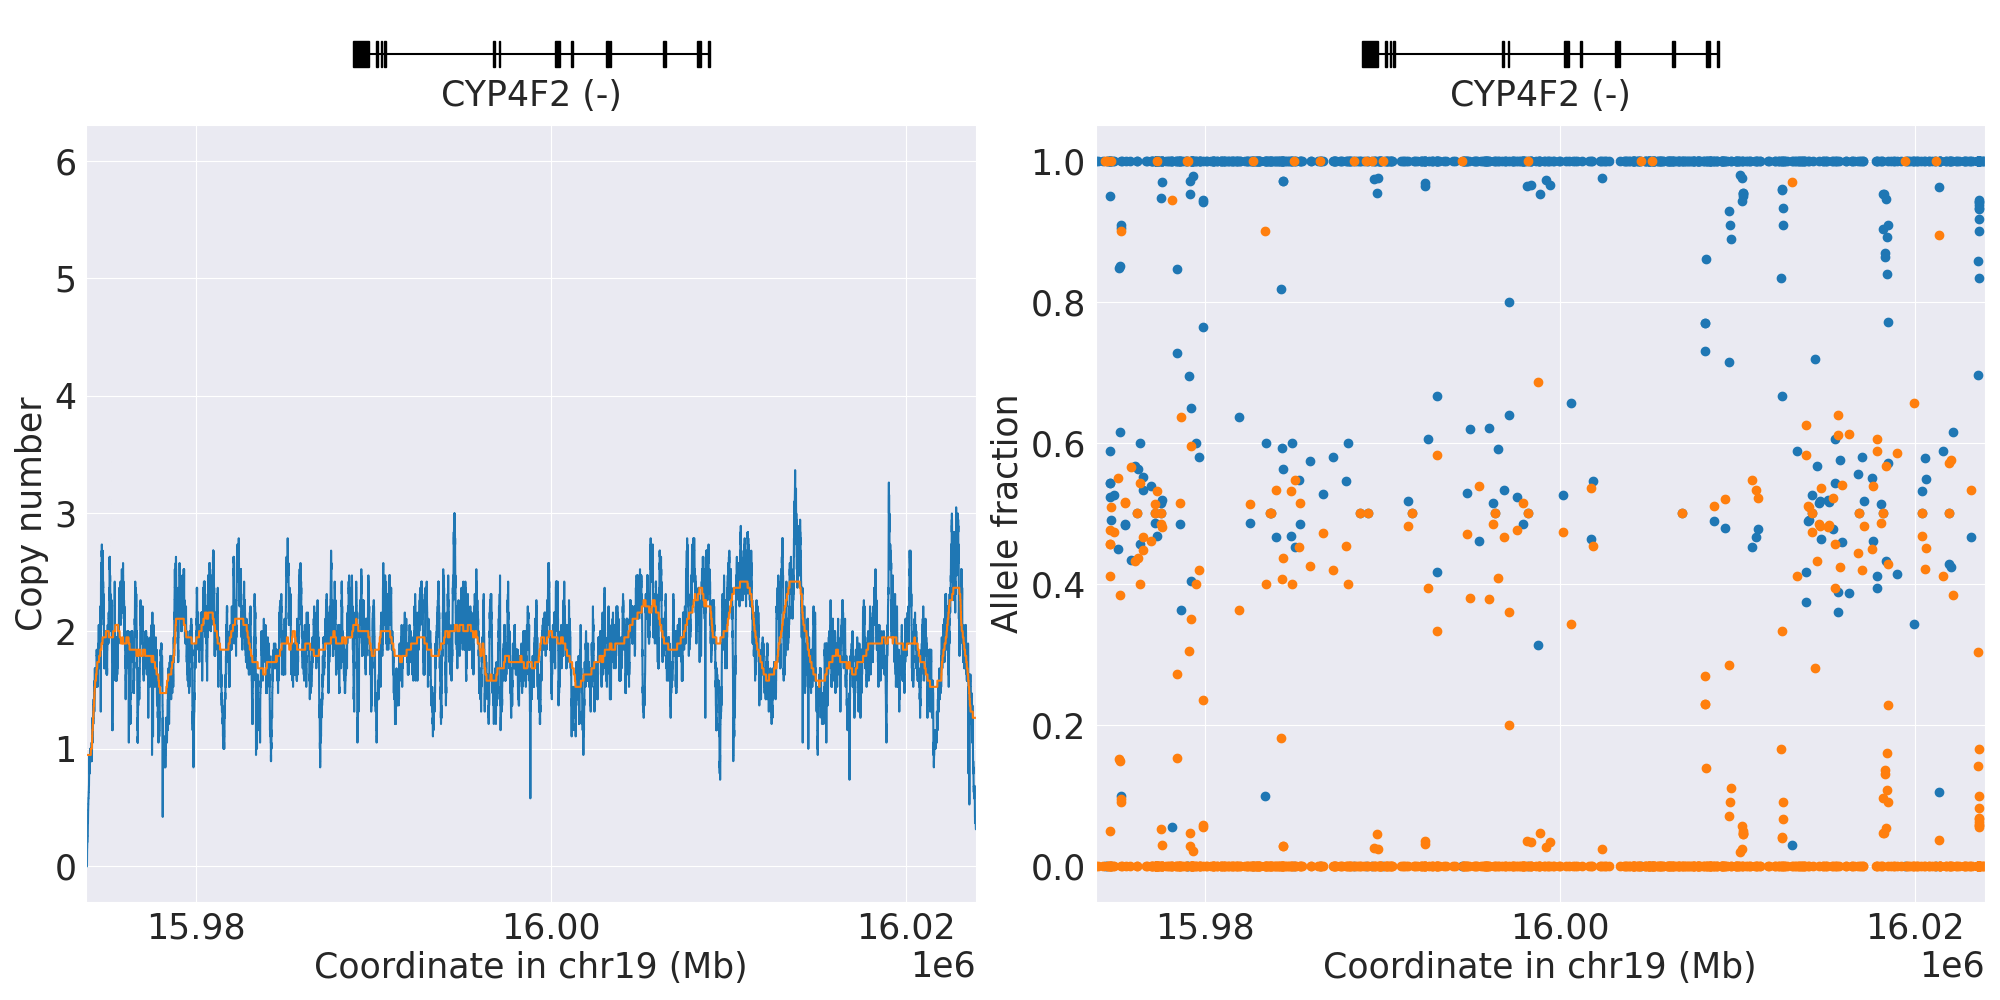 CYP4F2 (-)
6
5
4
3
2
1
0
Copy number
15.98
16.00
16.02
Coordinate in chr19 (Mb)
1e6
CYP4F2 (-)
1.0
0.8
0.6
0.4
0.2
0.0
Allele fraction
15.98
16.00
16.02
Coordinate in chr19 (Mb)
1e6